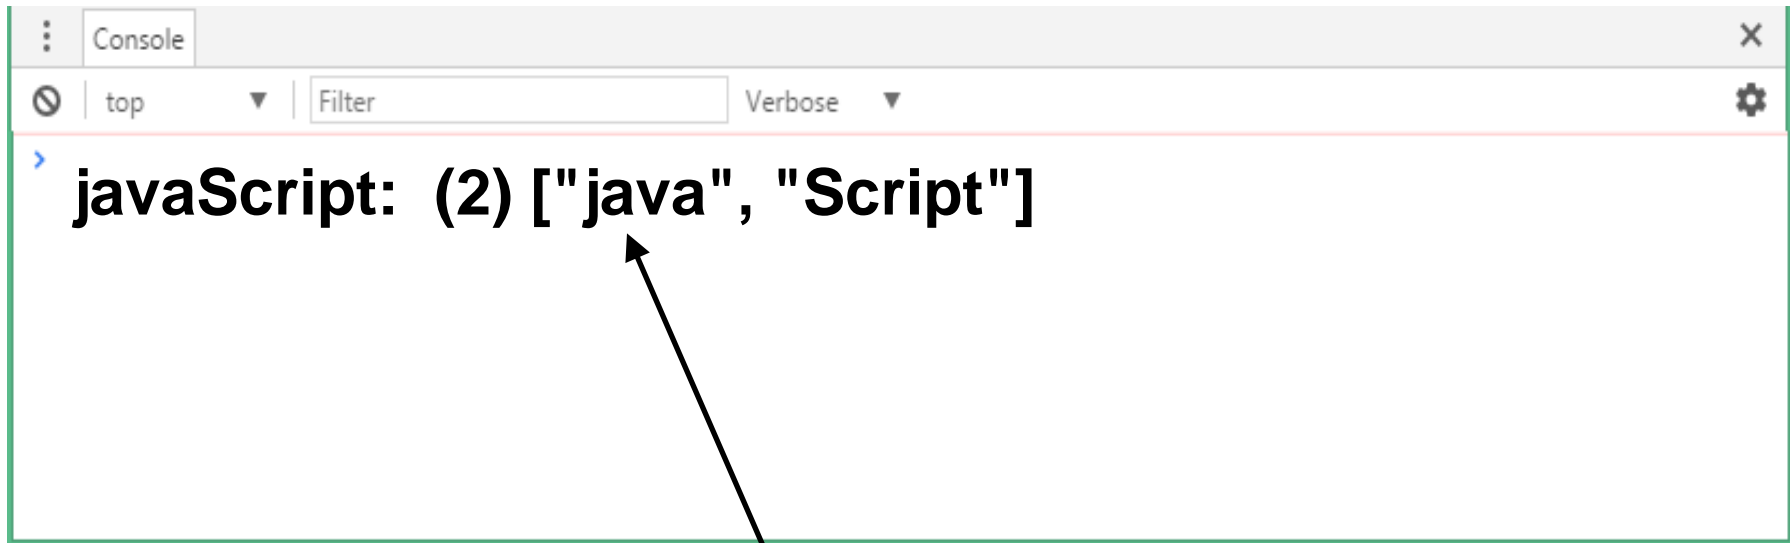 Console
top Filter Verbose
javaScript: (2) ["java", "Script"]